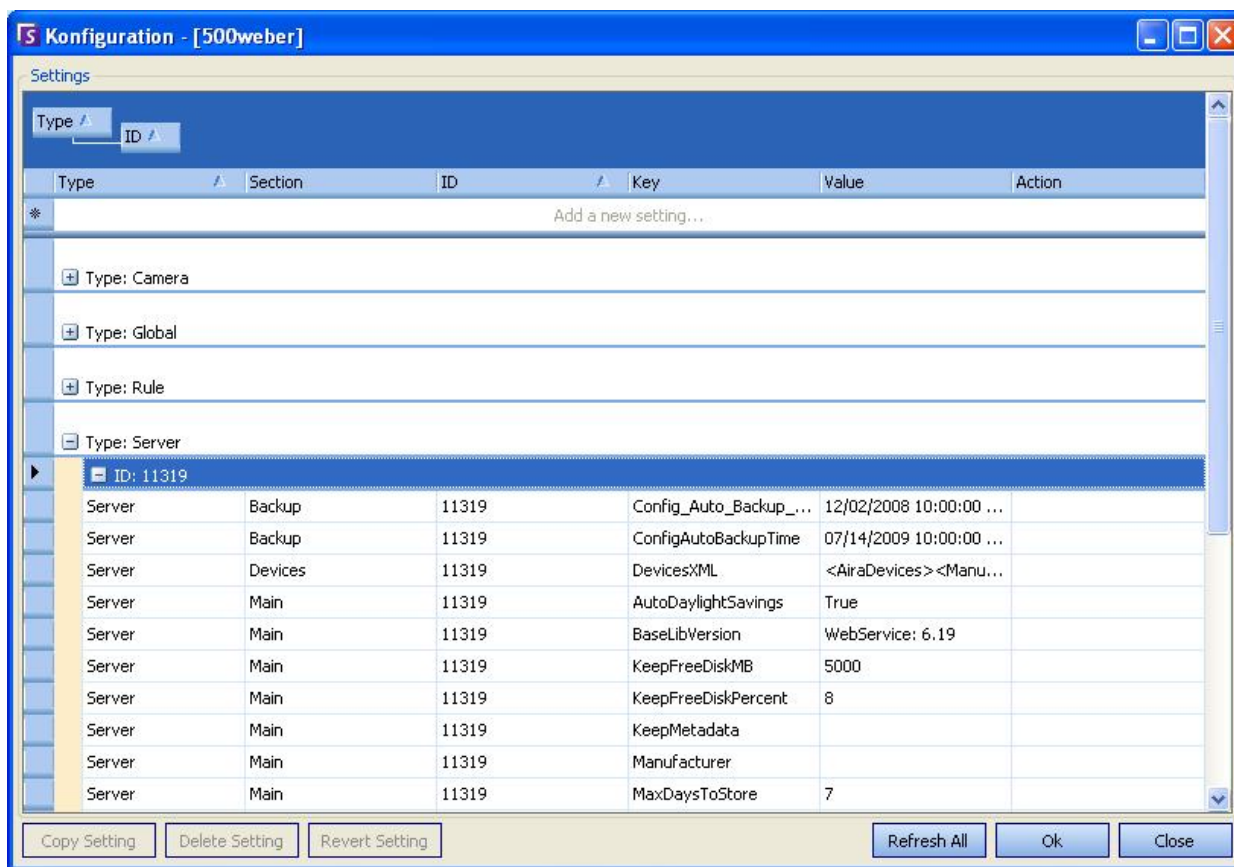 S Konfiguration - [500weber]
Settings
Type
ID
Type Section ID Key Value Action
Add a new setting...
Type: Camera
Type: Global
Type: Rule
Type: Server
ID: 11319
Server Backup 11319 Config_Auto_Backup_... 12/02/2008 10:00:00 ...
Server Backup 11319 ConfigAutoBackupTime 07/14/2009 10:00:00 ...
Server Devices 11319 DevicesXML <AiraDevices><Manu...
Server Main 11319 AutoDaylightSavings True
Server Main 11319 BaseLibVersion WebService: 6.19
Server Main 11319 KeepFreeDiskMB 5000
Server Main 11319 KeepFreeDiskPercent 8
Server Main 11319 KeepMetadata
Server Main 11319 Manufacturer
Server Main 11319 MaxDaysToStore 7
Copy Setting Delete Setting Revert Setting Refresh All Ok Close